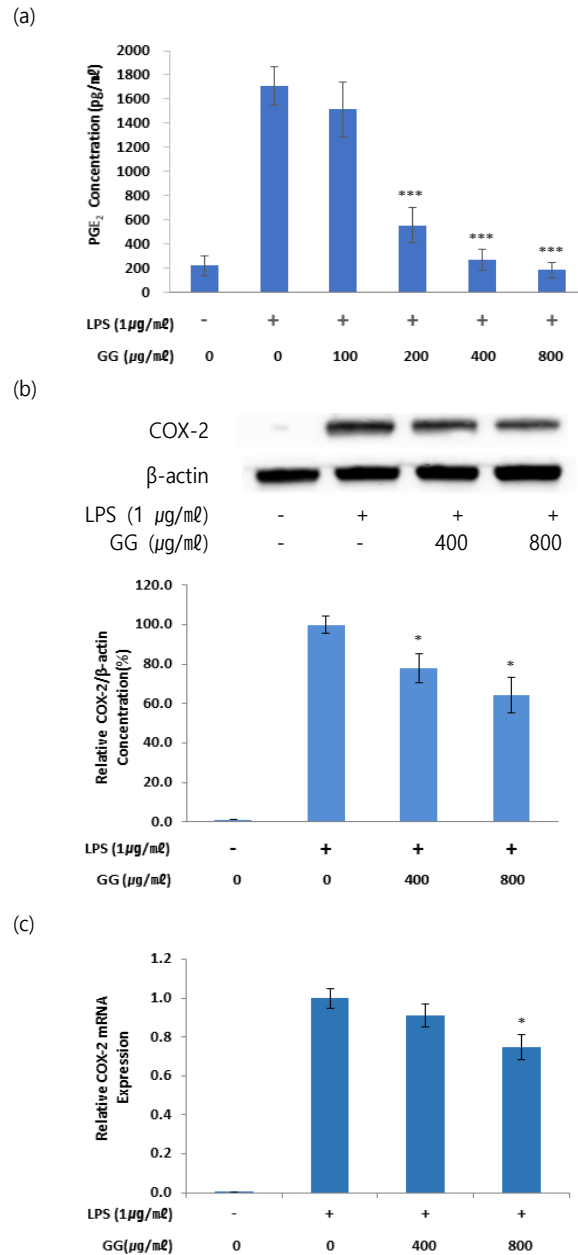 (a)
PGE₂ Concentration (pg/㎖)
2000
1800
1600
1400
1200
1000
800
600
400
200
0
***
***
***
LPS (1㎍/㎖) - + + + + +
GG (㎍/㎖) 0 0 100 200 400 800
(b)
COX-2
β-actin
LPS (1 ㎍/㎖) - + + +
GG (㎍/㎖) - - 400 800
Relative COX-2/β-actin
Concentration(%)
120.0
100.0
80.0
60.0
40.0
20.0
0.0
*
*
LPS (1㎍/㎖) - + + +
GG (㎍/㎖) 0 0 400 800
(c)
Relative COX-2 mRNA
Expression
1.2
1.0
0.8
0.6
0.4
0.2
0.0
*
LPS (1㎍/㎖) - + + +
GG(㎍/㎖) 0 0 400 800